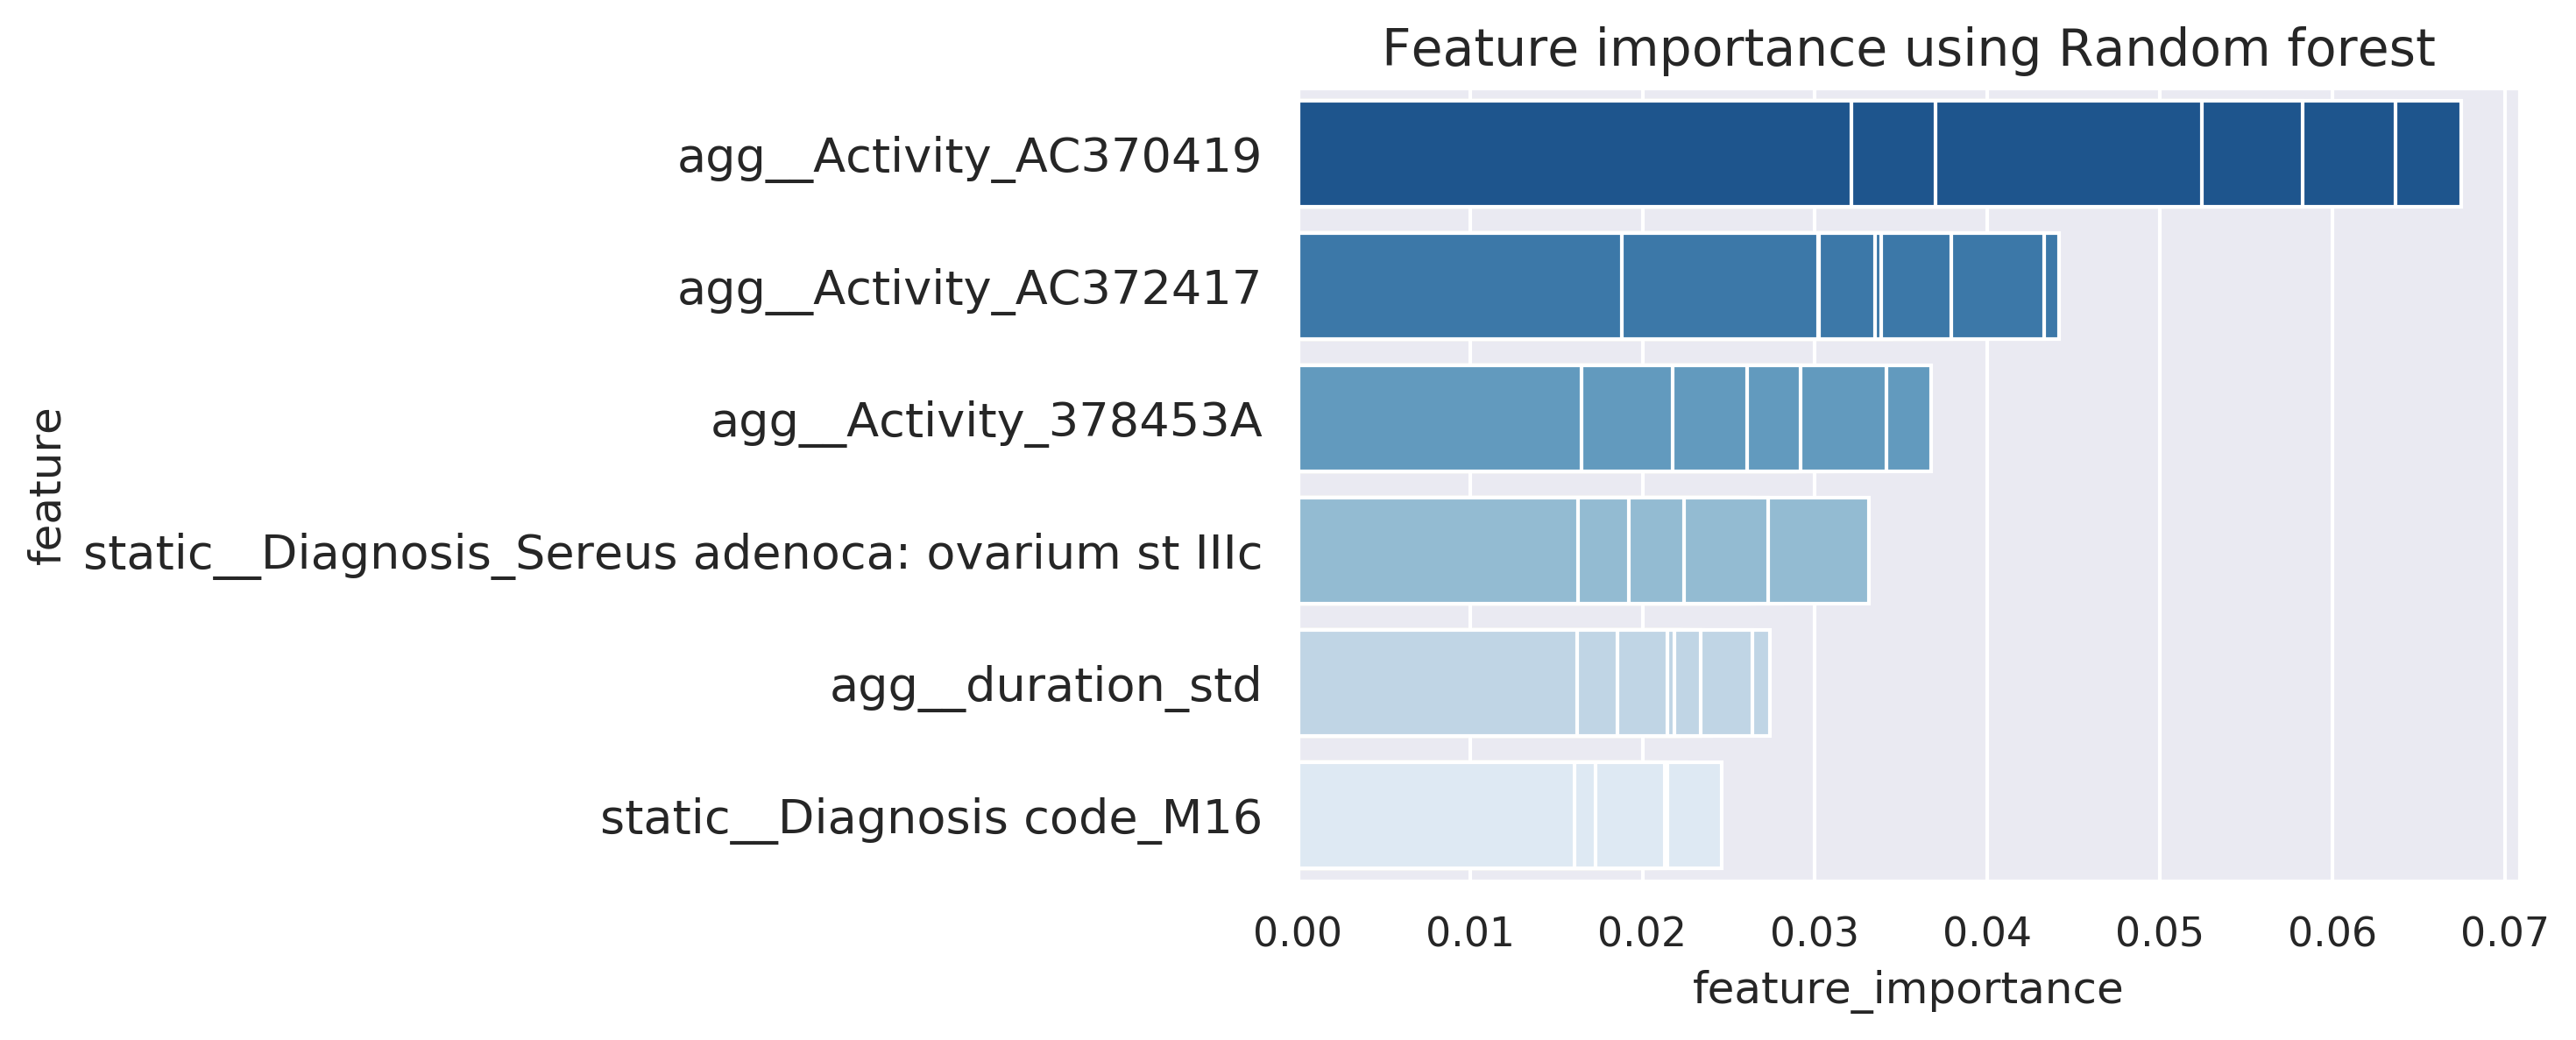 Feature importance using Random forest
feature
agg__Activity_AC370419
agg__Activity_AC372417
agg__Activity_378453A
static__Diagnosis_Sereus adenoca: ovarium st IIIc
agg__duration_std
static__Diagnosis code_M16
0.00 0.01 0.02 0.03 0.04 0.05 0.06 0.07
feature_importance